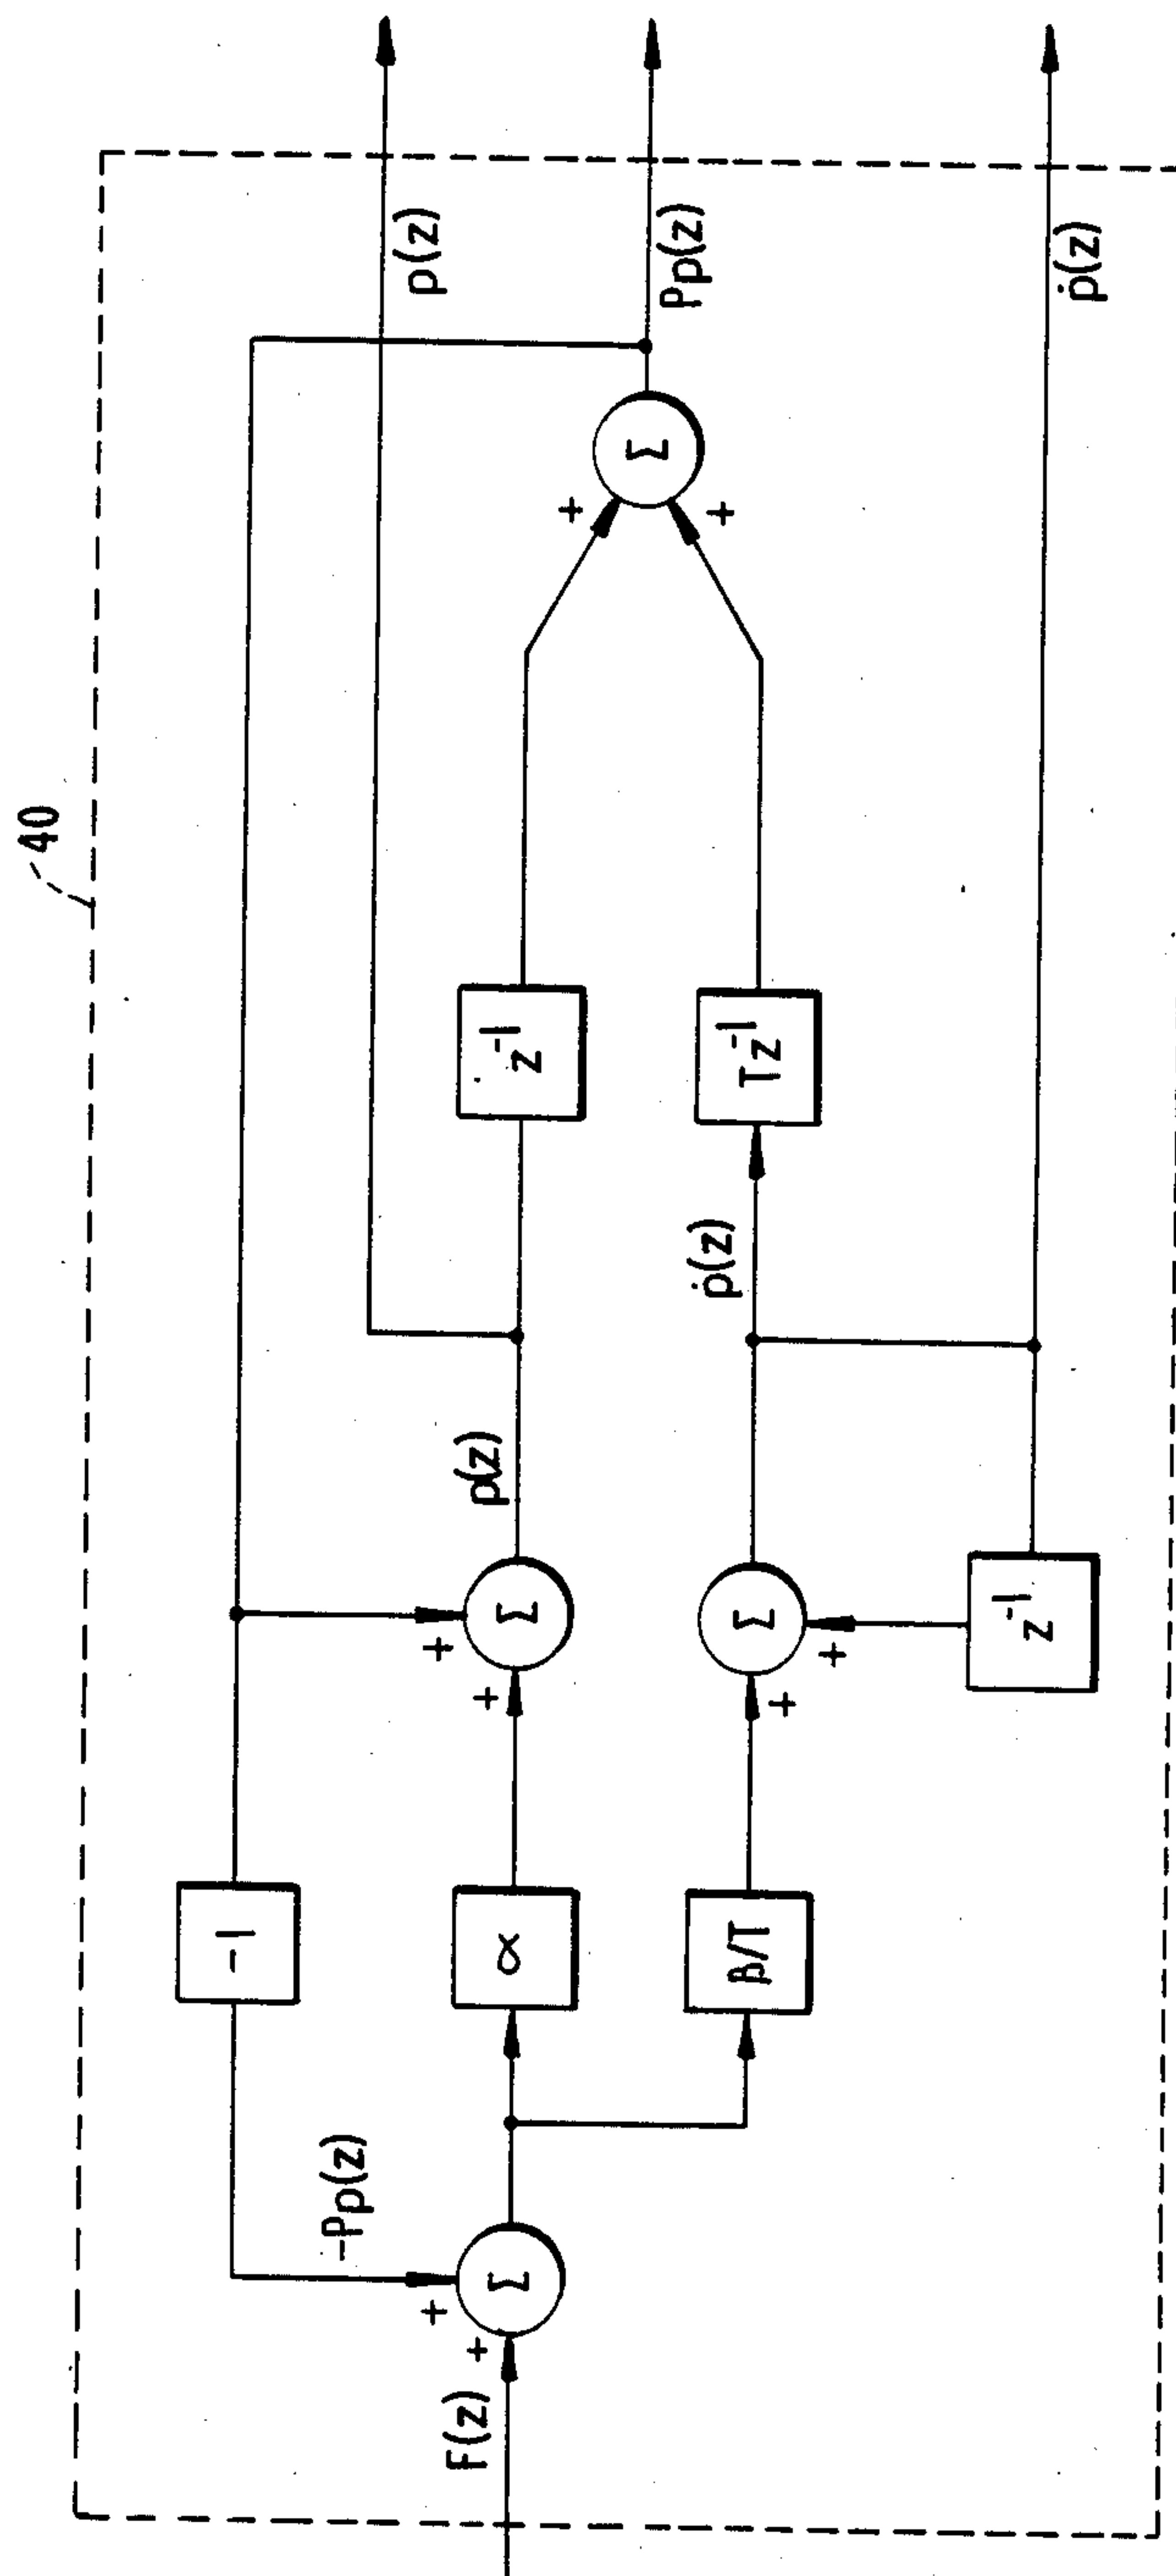 40
-1
-Pp(z)
F(z)
+
+
Σ
∝
+
+
Σ
p(z)
z⁻¹
+
+
Σ
p(z)
Pp(z)
β/T
+
+
Σ
ṗ(z)
Tz⁻¹
z⁻¹
ṗ(z)